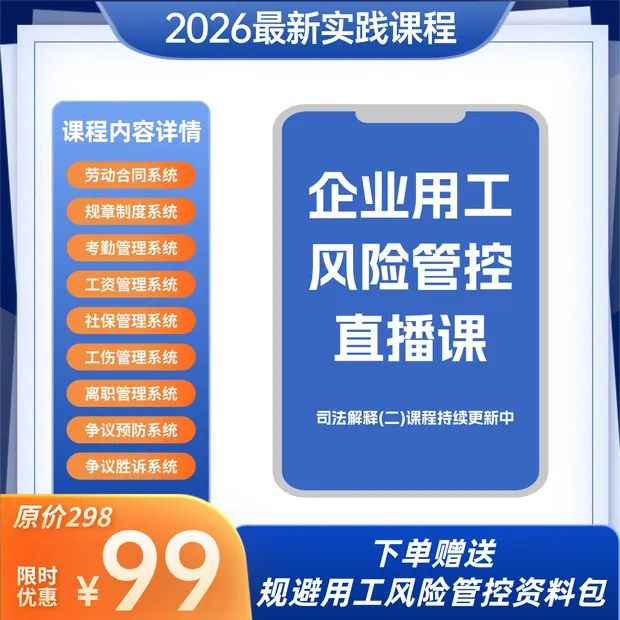 2026最新实践课程
课程内容详情
劳动合同系统
规章制度系统
考勤管理系统
工资管理系统
社保管理系统
工伤管理系统
离职管理系统
争议预防系统
争议胜诉系统
企业用工
风险管控
直播课
司法解释(二)课程持续更新中
原价298
限时
优惠
¥99
下单赠送
规避用工风险管控资料包